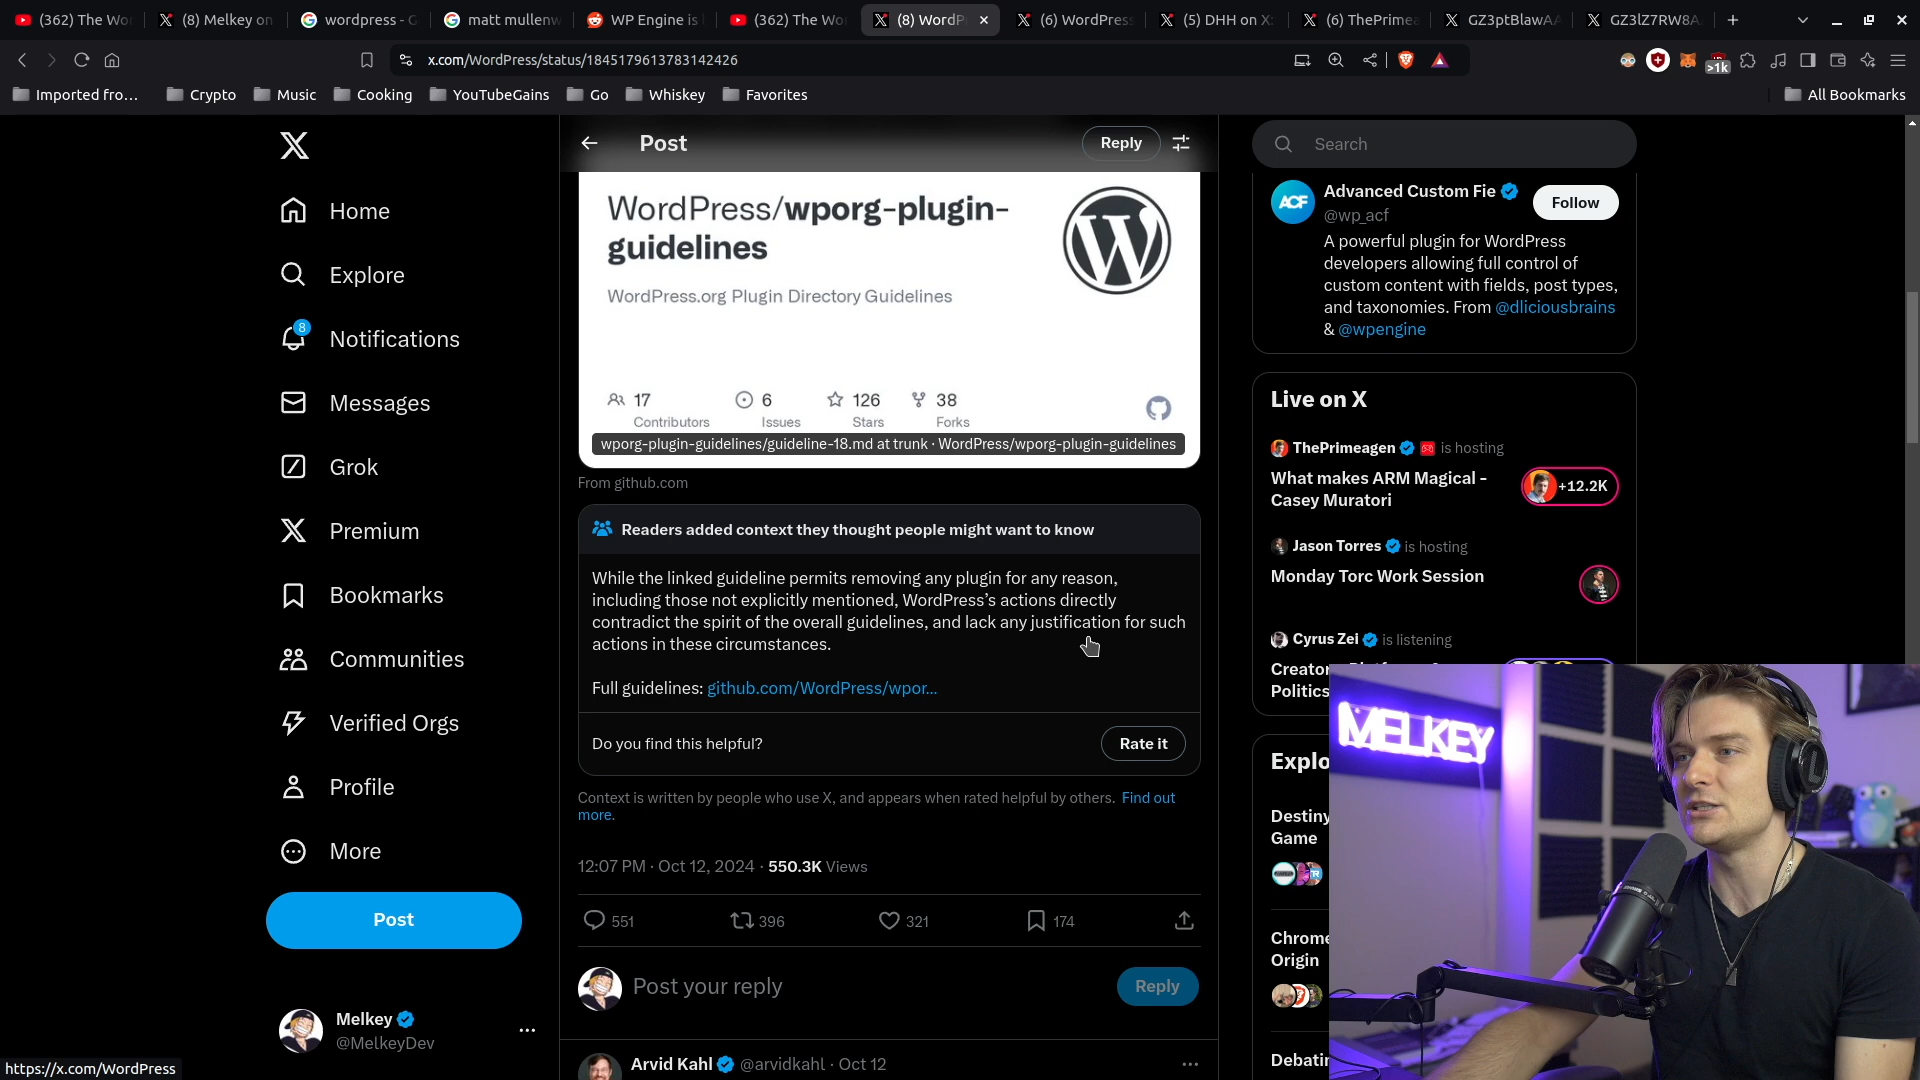 (362) The Wo
(8) Melkey on
wordpress - G
matt mullenw
WP Engine is
(362) The Wo
(8) WordP
(6) WordPress
(5) DHH on X
(6) ThePrimea
GZ3ptBlawAA
GZ3lZ7RW8A
x.com/WordPress/status/1845179613783142426
>1k
Imported fro...
Crypto
Music
Cooking
YouTubeGains
Go
Whiskey
Favorites
All Bookmarks
Home
Explore
8
Notifications
Messages
Grok
Premium
Bookmarks
Communities
Verified Orgs
Profile
More
Post
Melkey
@MelkeyDev
https://x.com/WordPress
Post
Reply
WordPress/wporg-plugin-
guidelines
WordPress.org Plugin Directory Guidelines
17
Contributors
6
Issues
126
Stars
38
Forks
wporg-plugin-guidelines/guideline-18.md at trunk · WordPress/wporg-plugin-guidelines
From github.com
Readers added context they thought people might want to know
While the linked guideline permits removing any plugin for any reason,
including those not explicitly mentioned, WordPress’s actions directly
contradict the spirit of the overall guidelines, and lack any justification for such
actions in these circumstances.
Full guidelines: github.com/WordPress/wpor...
Do you find this helpful?
Rate it
Context is written by people who use X, and appears when rated helpful by others. Find out
more.
12:07 PM · Oct 12, 2024 · 550.3K Views
551
396
321
174
Post your reply
Reply
Arvid Kahl @arvidkahl · Oct 12
Search
ACF
Advanced Custom Fie
@wp_acf
Follow
A powerful plugin for WordPress
developers allowing full control of
custom content with fields, post types,
and taxonomies. From @dliciousbrains
& @wpengine
Live on X
ThePrimeagen is hosting
What makes ARM Magical -
Casey Muratori
+12.2K
Jason Torres is hosting
Monday Torc Work Session
Cyrus Zei is listening
Creator
Politics
Explo
Destiny
Game
Chrome
Origin
Debatin
MELKEY